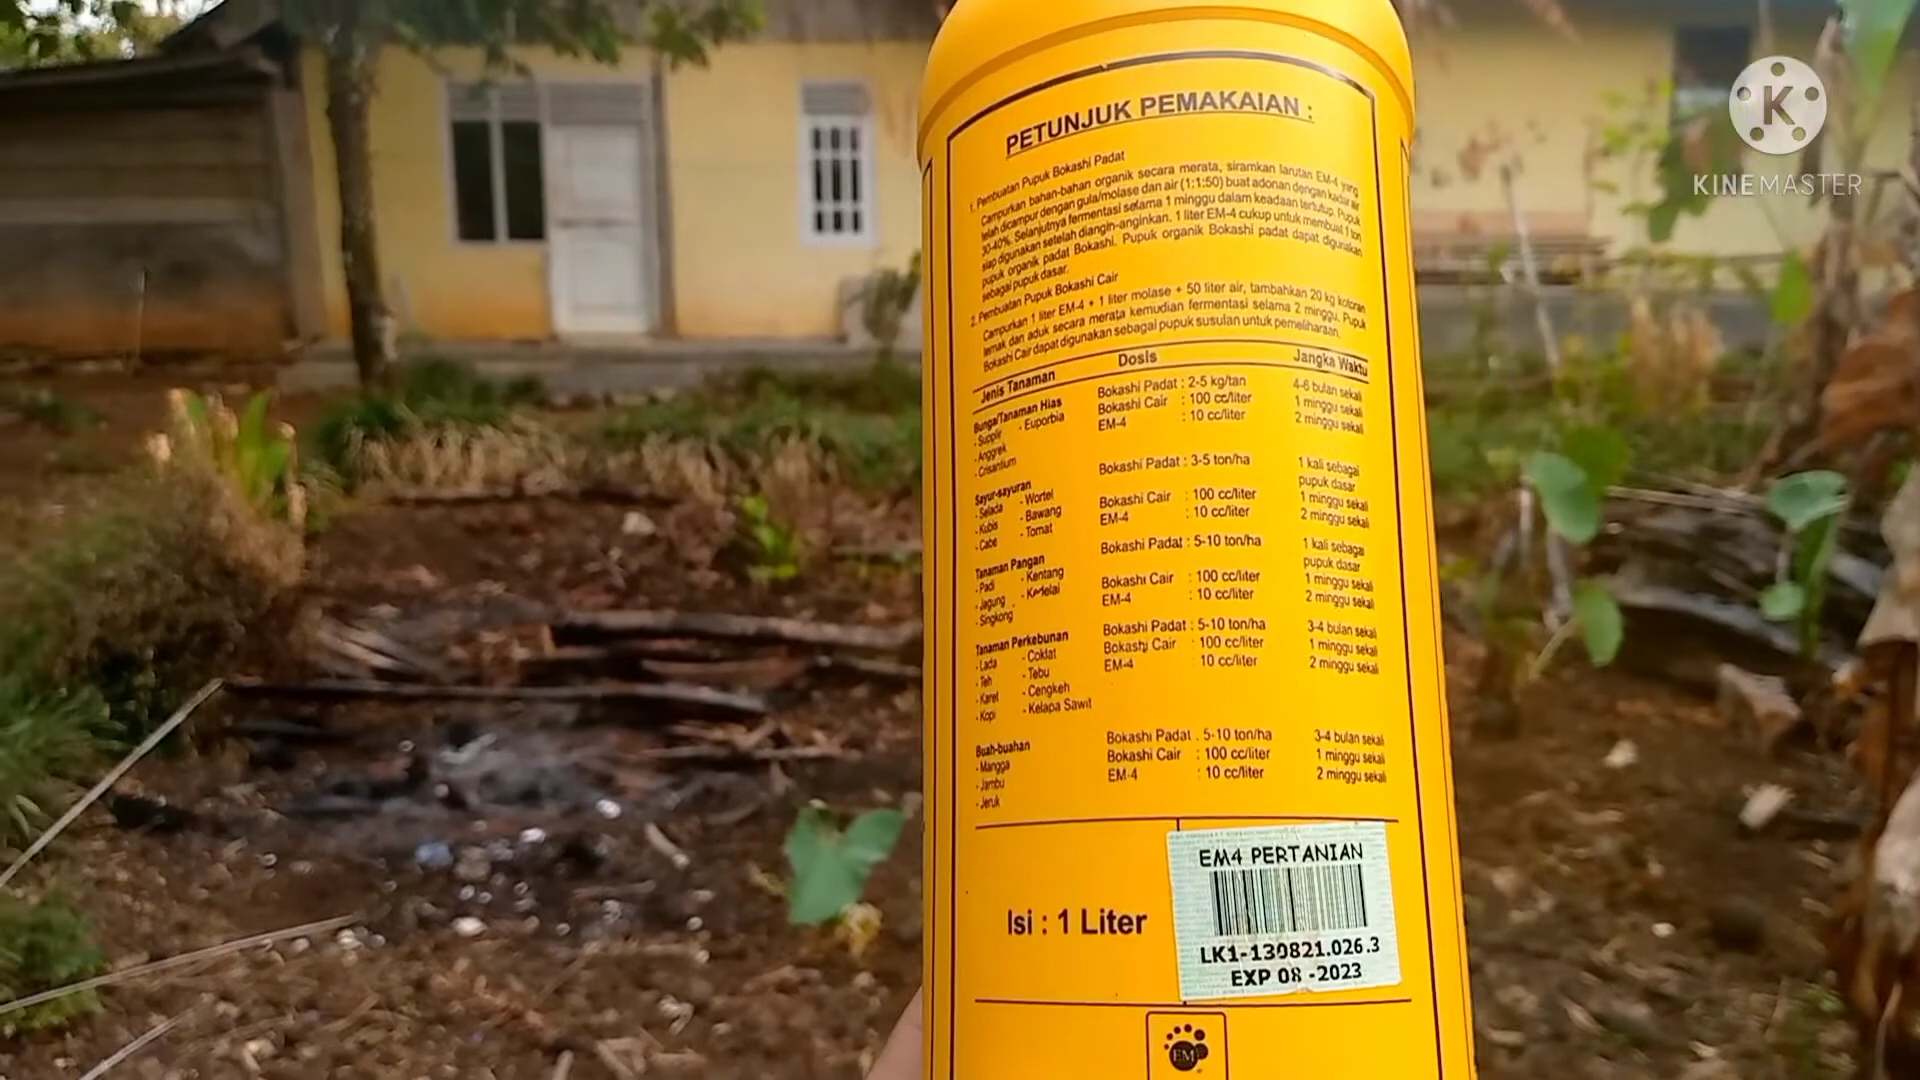 PETUNJUK PEMAKAIAN :
1. Pembuatan Pupuk Bokashi Padat
Campurkan bahan-bahan organik secara merata, siramkan larutan EM-4 yang
telah dicampur dengan gula/molase dan air (1:1:50) buat adonan dengan kadar air
30-40%. Selanjutnya fermentasi selama 1 minggu dalam keadaan tertutup. Pupuk
siap digunakan setelah diangin-anginkan. 1 liter EM-4 cukup untuk membuat 1 ton
pupuk organik padat Bokashi. Pupuk organik Bokashi padat dapat digunakan
sebagai pupuk dasar.
2. Pembuatan Pupuk Bokashi Cair
Campurkan 1 liter EM-4 + 1 liter molase + 50 liter air, tambahkan 20 kg kotoran
ternak dan aduk secara merata kemudian fermentasi selama 2 minggu. Pupuk
Bokashi Cair dapat digunakan sebagai pupuk susulan untuk pemeliharaan.
Jenis Tanaman Dosis Jangka Waktu
Bunga/Tanaman Hias Bokashi Padat : 2-5 kg/tan 4-6 bulan sekali
- Suplir - Euporbia Bokashi Cair : 100 cc/liter 1 minggu sekali
- Anggrek EM-4 : 10 cc/liter 2 minggu sekali
- Crisantium
Sayur-sayuran Bokashi Padat : 3-5 ton/ha 1 kali sebagai
pupuk dasar
- Selada - Wortel Bokashi Cair : 100 cc/liter 1 minggu sekali
- Kubis - Bawang EM-4 : 10 cc/liter 2 minggu sekali
- Cabe - Tomat
Tanaman Pangan Bokashi Padat : 5-10 ton/ha 1 kali sebagai
pupuk dasar
- Padi - Kentang Bokashi Cair : 100 cc/liter 1 minggu sekali
- Jagung - Kedelai EM-4 : 10 cc/liter 2 minggu sekali
- Singkong
Tanaman Perkebunan Bokashi Padat : 5-10 ton/ha 3-4 bulan sekali
- Lada - Coklat Bokashi Cair : 100 cc/liter 1 minggu sekali
- Teh - Tebu EM-4 10 cc/liter 2 minggu sekali
- Karet - Cengkeh
- Kopi - Kelapa Sawit
Buah-buahan Bokashi Padat . 5-10 ton/ha 3-4 bulan sekali
- Mangga Bokashi Cair : 100 cc/liter 1 minggu sekali
- Jambu EM-4 : 10 cc/liter 2 minggu sekali
- Jeruk
Isi : 1 Liter
EM4 PERTANIAN
LK1-130821.026.3
EXP 08 -2023
EM
K
KINEMASTER